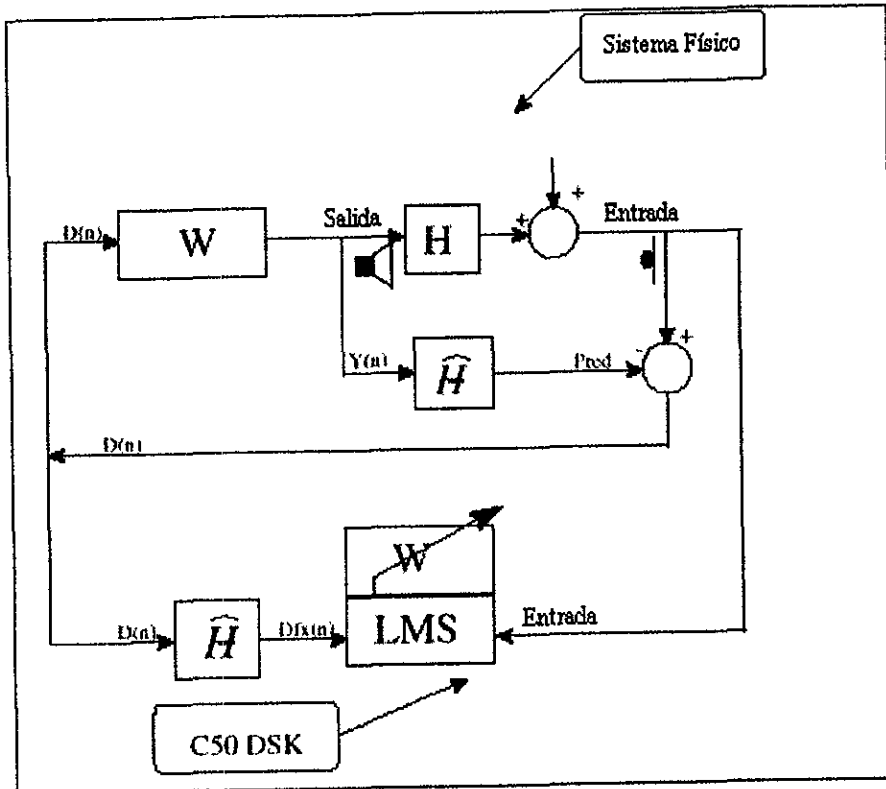 Sistema Físico
+
D(n)
W
Salida
H
+
Entrada
Y(n)
Ĥ
Pred
-
+
D(n)
W
D(n)
Ĥ
Dfx(n)
LMS
Entrada
C50 DSK